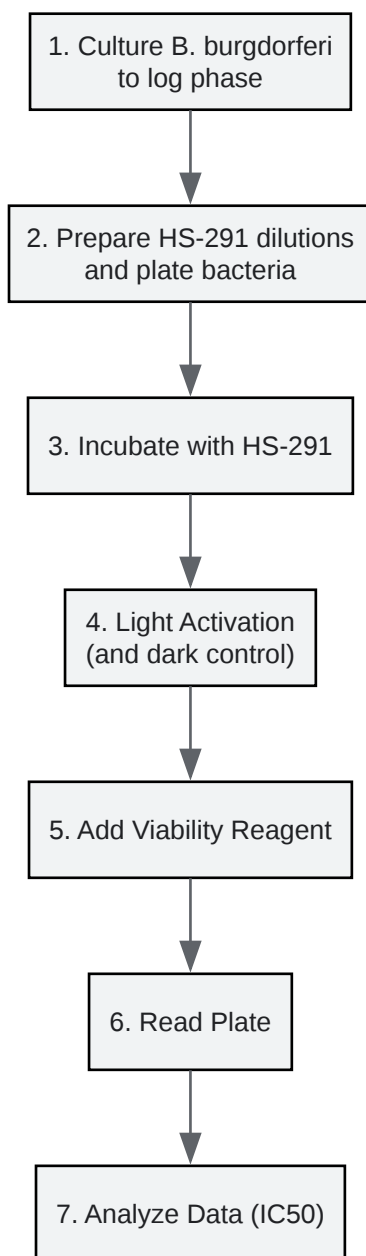 1. Culture B. burgdorferi
to log phase
2. Prepare HS-291 dilutions
and plate bacteria
3. Incubate with HS-291
4. Light Activation
(and dark control)
5. Add Viability Reagent
6. Read Plate
7. Analyze Data (IC50)